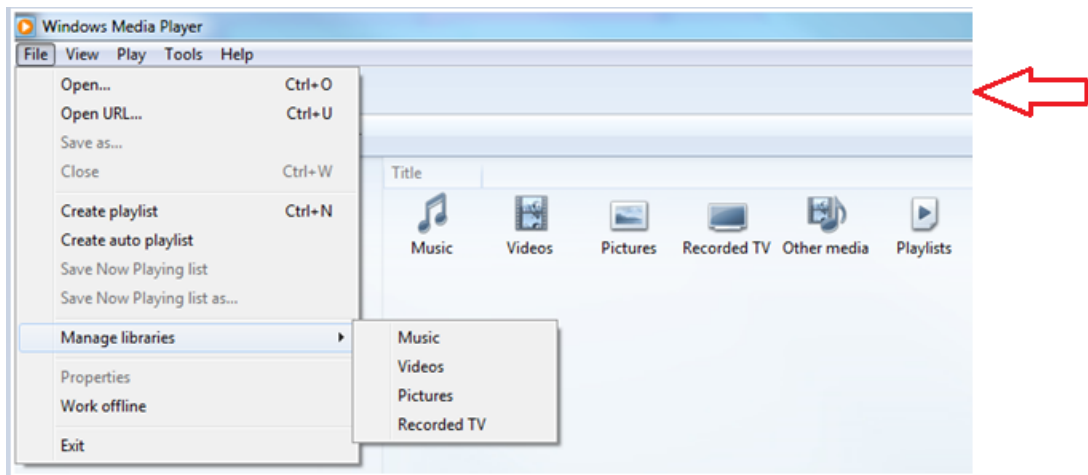 Windows Media Player
File View Play Tools Help
Open... Ctrl+O
Open URL... Ctrl+U
Save as...
Close Ctrl+W
Create playlist Ctrl+N
Create auto playlist
Save Now Playing list
Save Now Playing list as...
Manage libraries
Properties
Work offline
Exit
Music
Videos
Pictures
Recorded TV
Title
Music Videos Pictures Recorded TV Other media Playlists